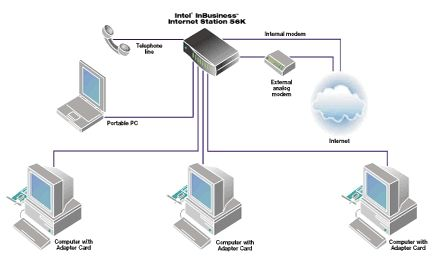 Intel® InBusiness™
Internet Station 56K
Telephone
line
Internal modem
External
analog
modem
Portable PC
Internet
Computer with
Adapter Card
Computer with
Adapter Card
Computer with
Adapter Card